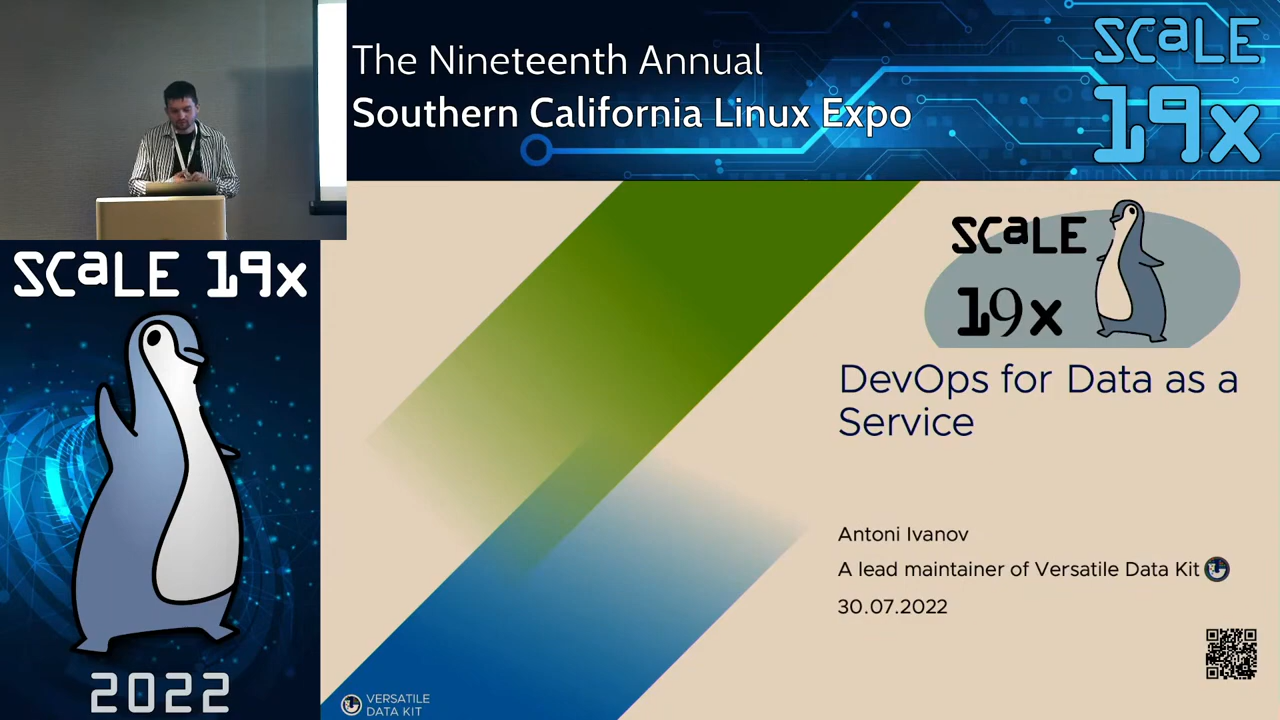 The Nineteenth Annual
Southern California Linux Expo
SCaLE
19x
SCaLE 19x
2022
SCaLE
19x
DevOps for Data as a
Service
Antoni Ivanov
A lead maintainer of Versatile Data Kit
30.07.2022
VERSATILE
DATA KIT